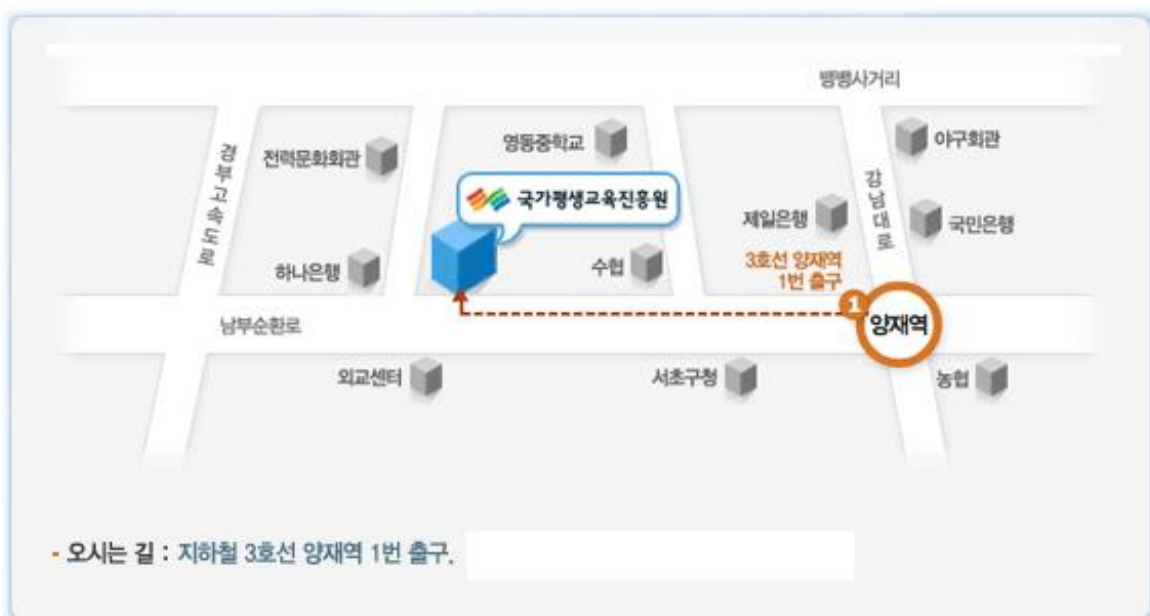 뱅뱅사거리
경부고속도로
전력문화회관
영동중학교
야구회관
국가평생교육진흥원
강남대로
제일은행
국민은행
하나은행
수협
3호선 양재역
1번 출구
1
남부순환로
양재역
외교센터
서초구청
농협
- 오시는 길 : 지하철 3호선 양재역 1번 출구.